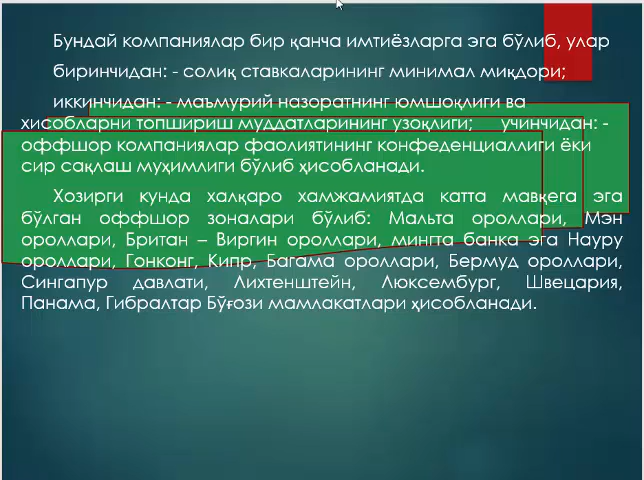 Бундай компаниялар бир қанча имтиёзларга эга бўлиб, улар
биринчидан: - солиқ ставкаларининг минимал миқдори;
иккинчидан: - маъмурий назоратнинг юмшоқлиги ва
хисобларни топшириш муддатларининг узоқлиги; учинчидан: -
оффшор компаниялар фаолиятининг конфеденциаллиги ёки
сир сақлаш муҳимлиги бўлиб ҳисобланади.
Хозирги кунда халқаро хамжамиятда катта мавқега эга
бўлган оффшор зоналари бўлиб: Мальта ороллари, Мэн
ороллари, Британ – Виргин ороллари, мингта банка эга Науру
ороллари, Гонконг, Кипр, Багама ороллари, Бермуд ороллари,
Сингапур давлати, Лихтенштейн, Люксембург, Швецария,
Панама, Гибралтар Бўғози мамлакатлари ҳисобланади.